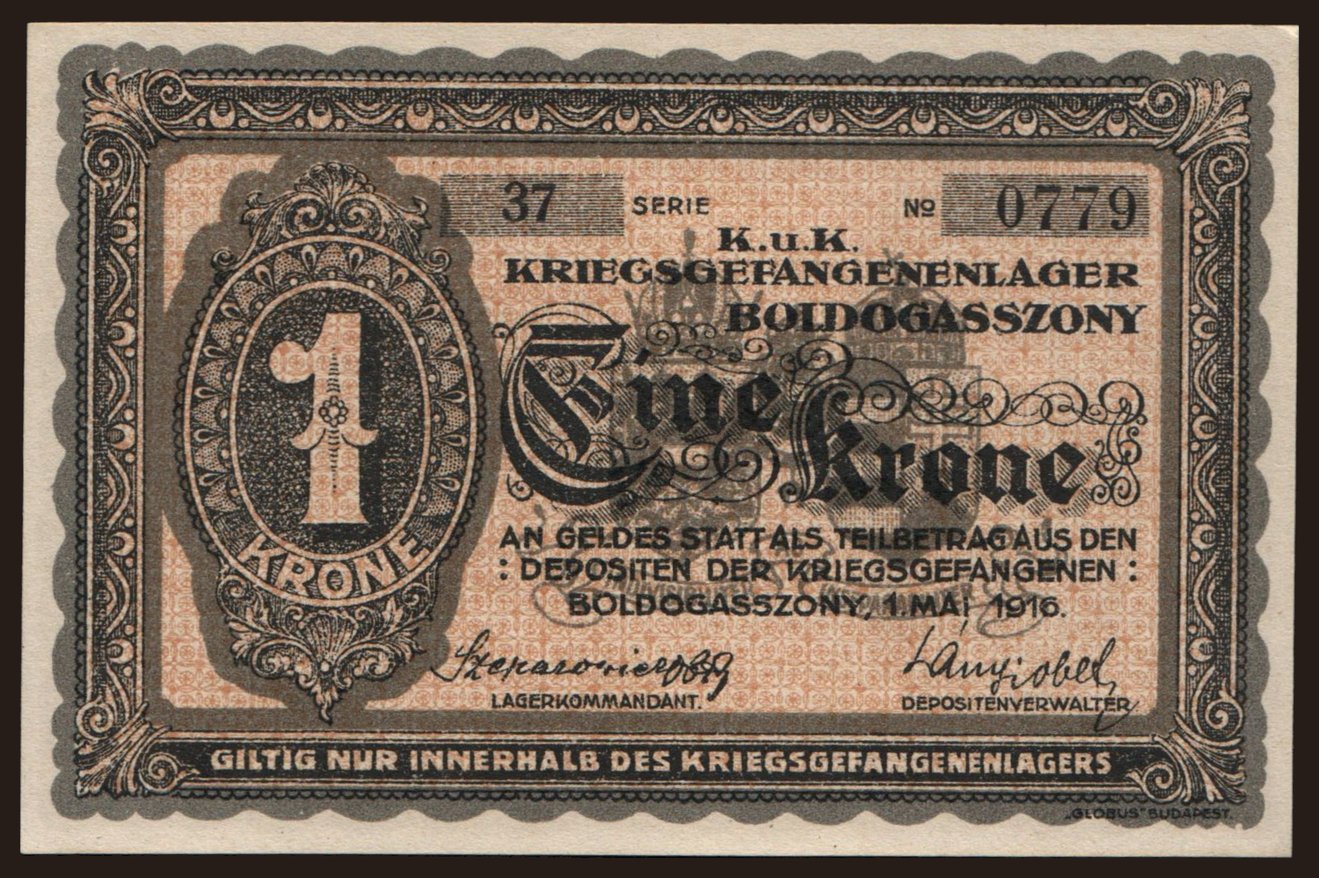 37 SERIE № 0779
K.u.K.
KRIEGSGEFANGENENLAGER
BOLDOGASSZONY
Eine
Krone
1
KRONE
AN GELDES STATT ALS TEILBETRAG AUS DEN
: DEPOSITEN DER KRIEGSGEFANGENEN :
BOLDOGASSZONY, 1. MAI 1916.
LAGERKOMMANDANT. DEPOSITENVERWALTER
GILTIG NUR INNERHALB DES KRIEGSGEFANGENENLAGERS
„GLOBUS" BUDAPEST.